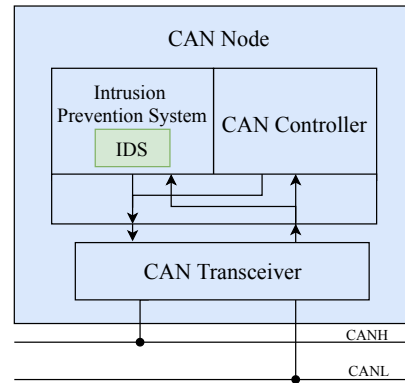 CAN Node
Intrusion
Prevention System
IDS
CAN Controller
CAN Transceiver
CANH
CANL